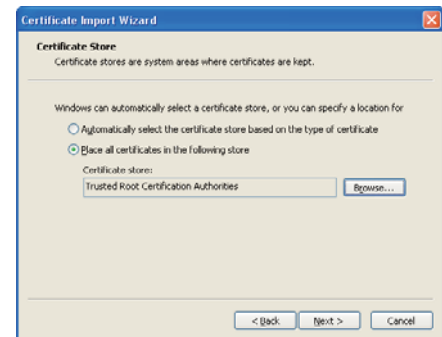 Certificate Import Wizard
Certificate Store
Certificate stores are system areas where certificates are kept.
Windows can automatically select a certificate store, or you can specify a location for
Automatically select the certificate store based on the type of certificate
Place all certificates in the following store
Certificate store:
Trusted Root Certification Authorities
Browse...
< Back
Next >
Cancel